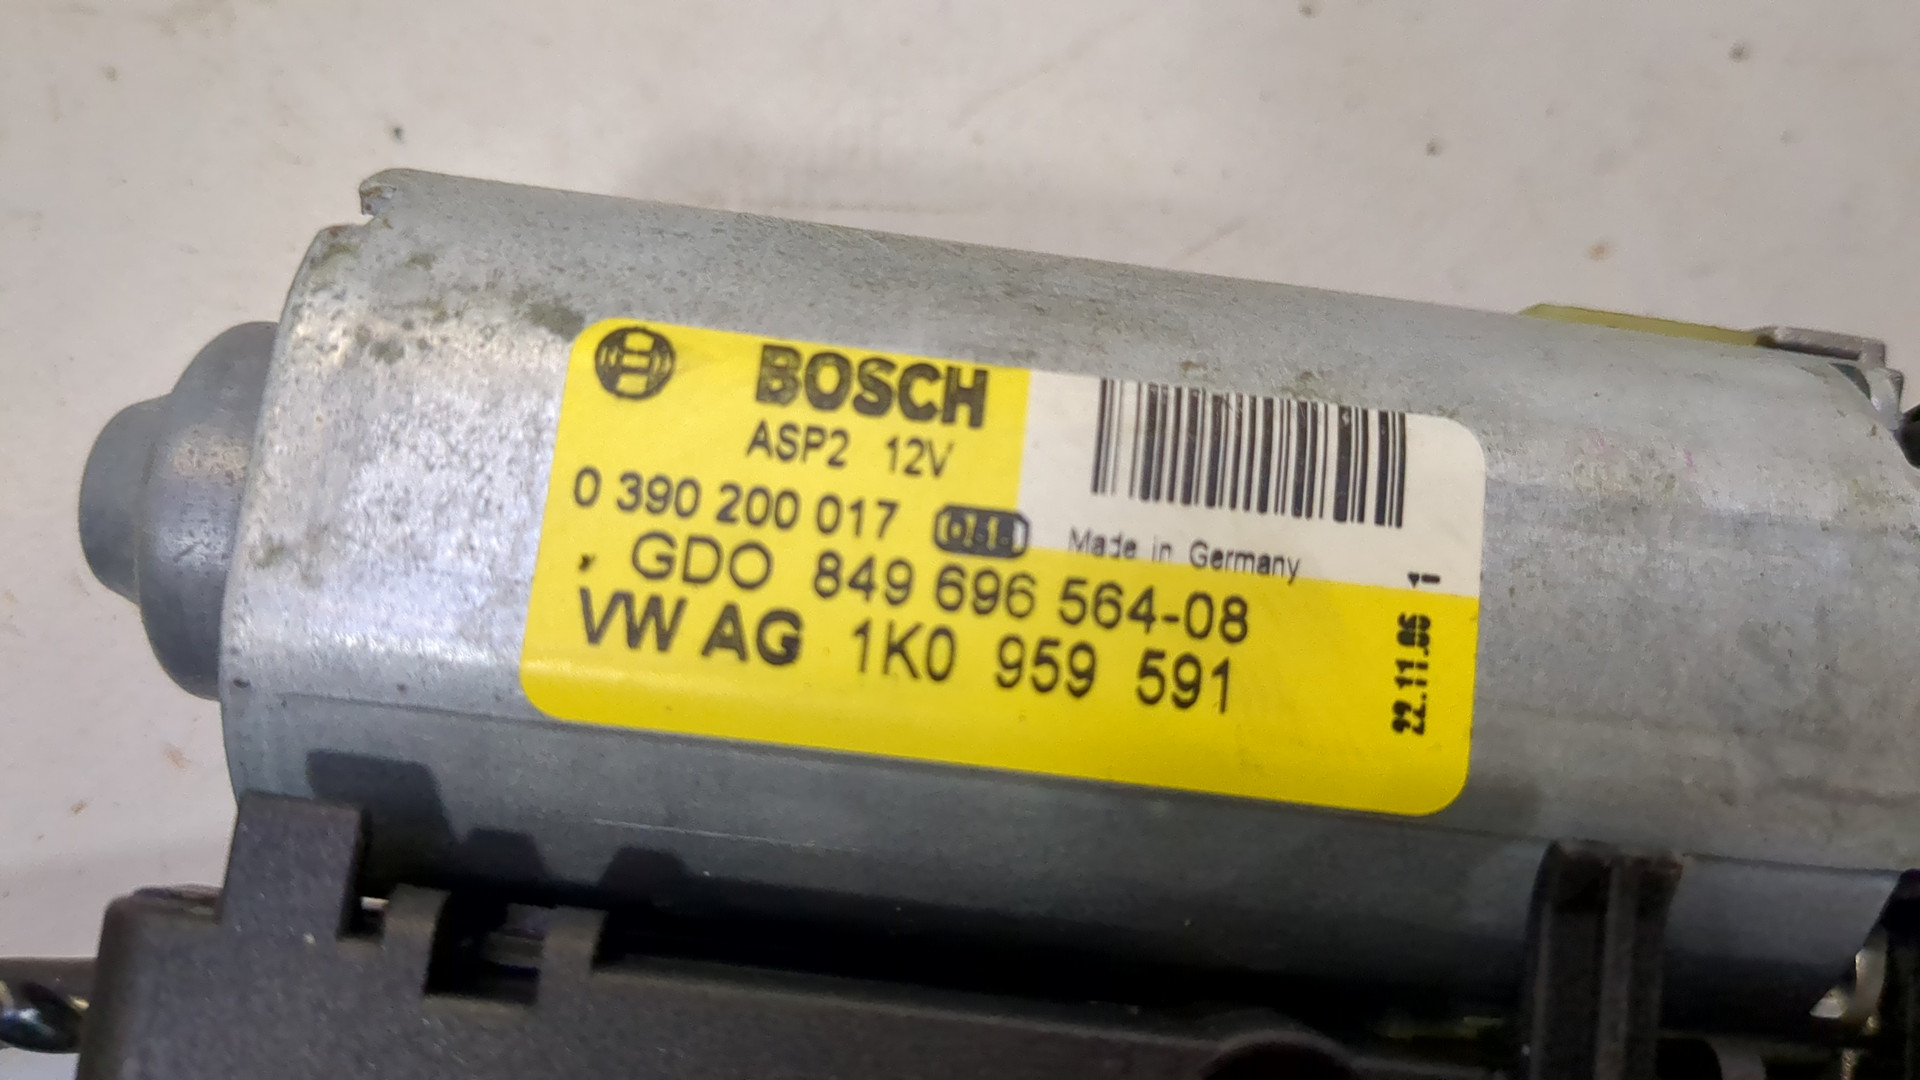 BOSCH
ASP2 12V
0 390 200 017
Made in Germany
GDO 849 696 564-08
VW AG 1K0 959 591
22.11.06 1